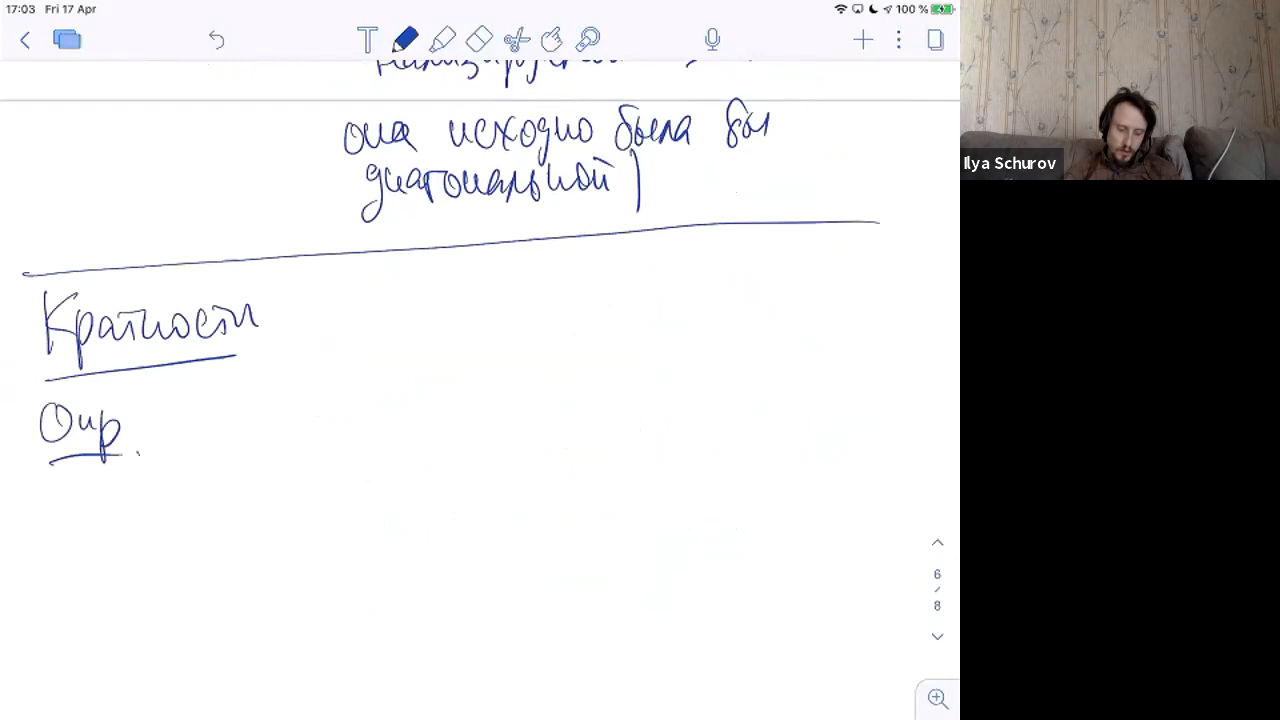 17:03 Fri 17 Apr
100 %
она исходно была бы
диагональной)
Кратности
Опр.
6
/
8
Ilya Schurov